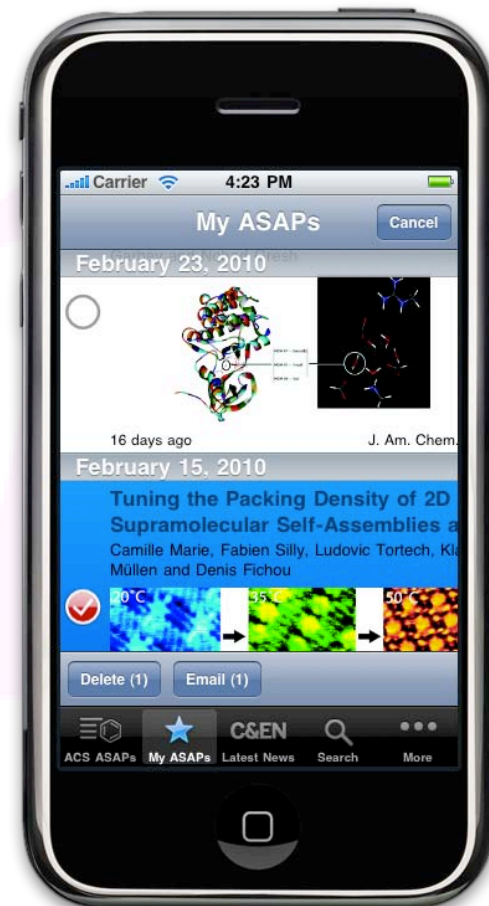 Carrier 4:23 PM
My ASAPs Cancel
February 23, 2010
16 days ago J. Am. Chem.
February 15, 2010
Tuning the Packing Density of 2D
Supramolecular Self-Assemblies a
Camille Marie, Fabien Silly, Ludovic Tortech, Kla
Müllen and Denis Fichou
20°C 35°C 50°C
Delete (1) Email (1)
C&EN
ACS ASAPs My ASAPs Latest News Search More